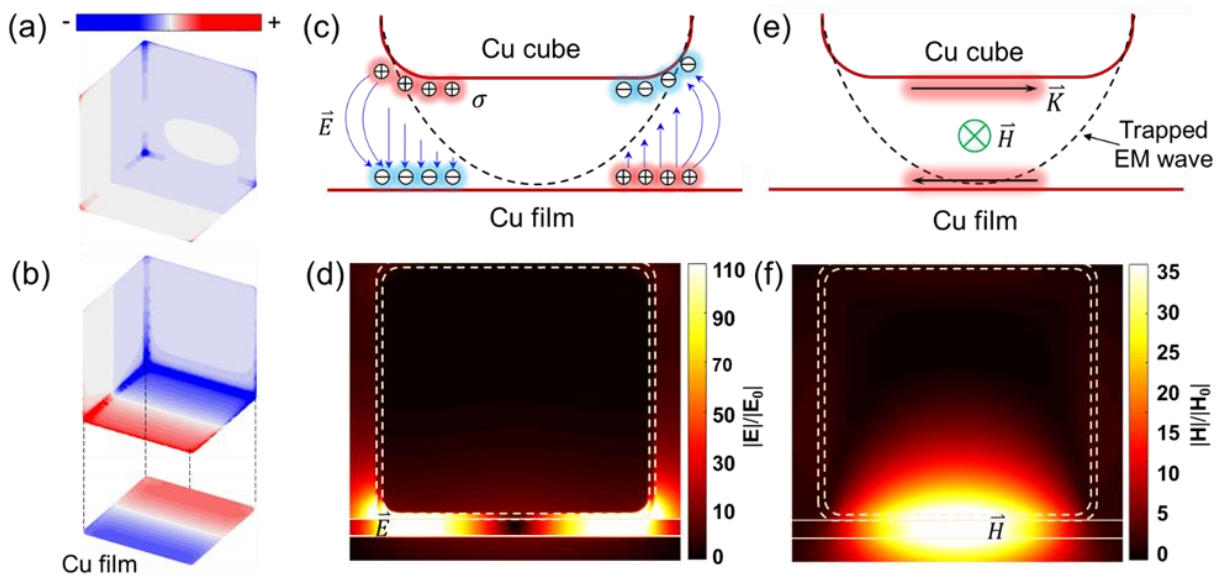 (a)
- +
Cu film
(b)
(c)
Cu cube
⊕ ⊕ ⊕ ⊕ σ ⊖ ⊖ ⊖ ⊖
E⃗
⊖ ⊖ ⊖ ⊖ ⊕ ⊕ ⊕ ⊕
Cu film
(d)
E⃗
110
90
70
50
30
10
0
|E|/|E₀|
(e)
Cu cube
K⃗
⊗ H⃗
Trapped
EM wave
Cu film
(f)
H⃗
35
30
25
20
15
10
5
0
|H|/|H₀|